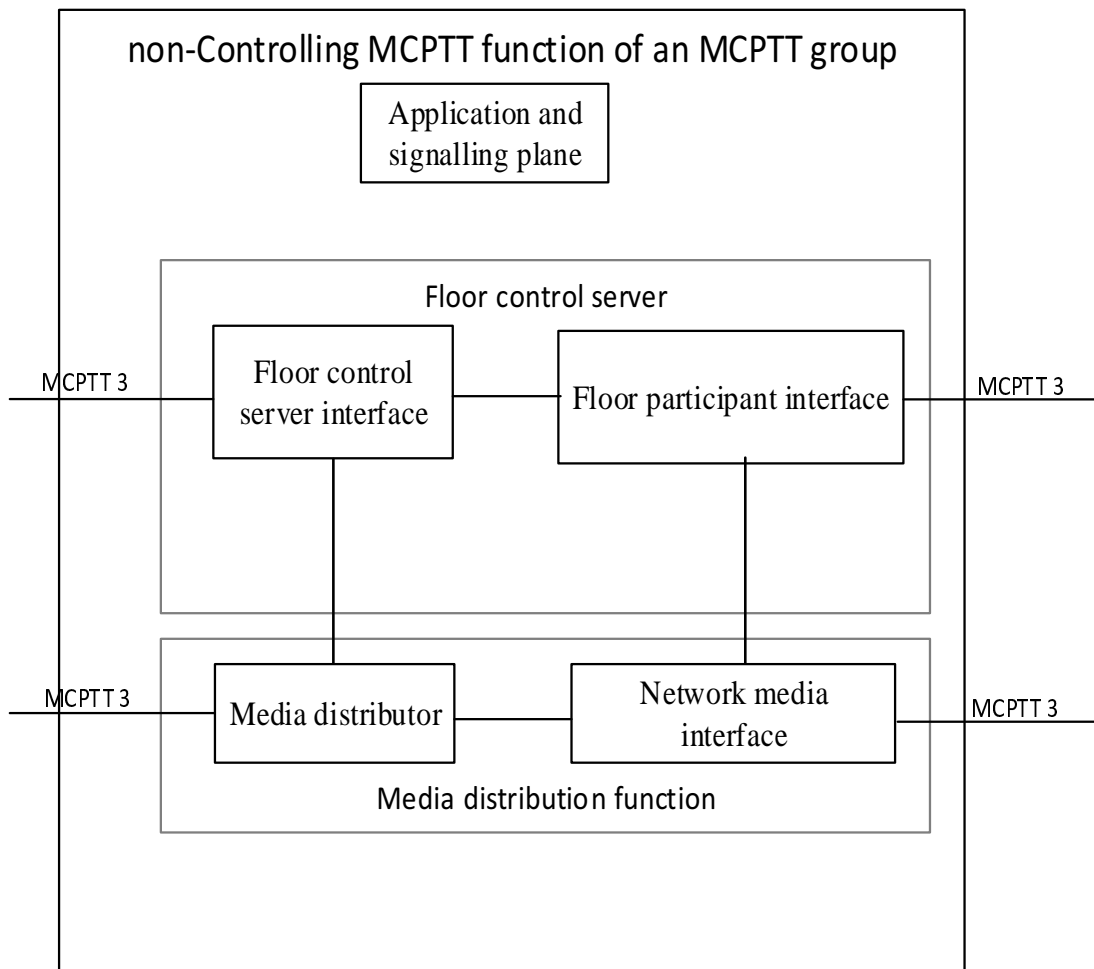 non-Controlling MCPTT function of an MCPTT group
Application and
signalling plane
Floor control server
Floor control
server interface
Floor participant interface
MCPTT 3
MCPTT 3
Media distributor
Network media
interface
MCPTT 3
MCPTT 3
Media distribution function